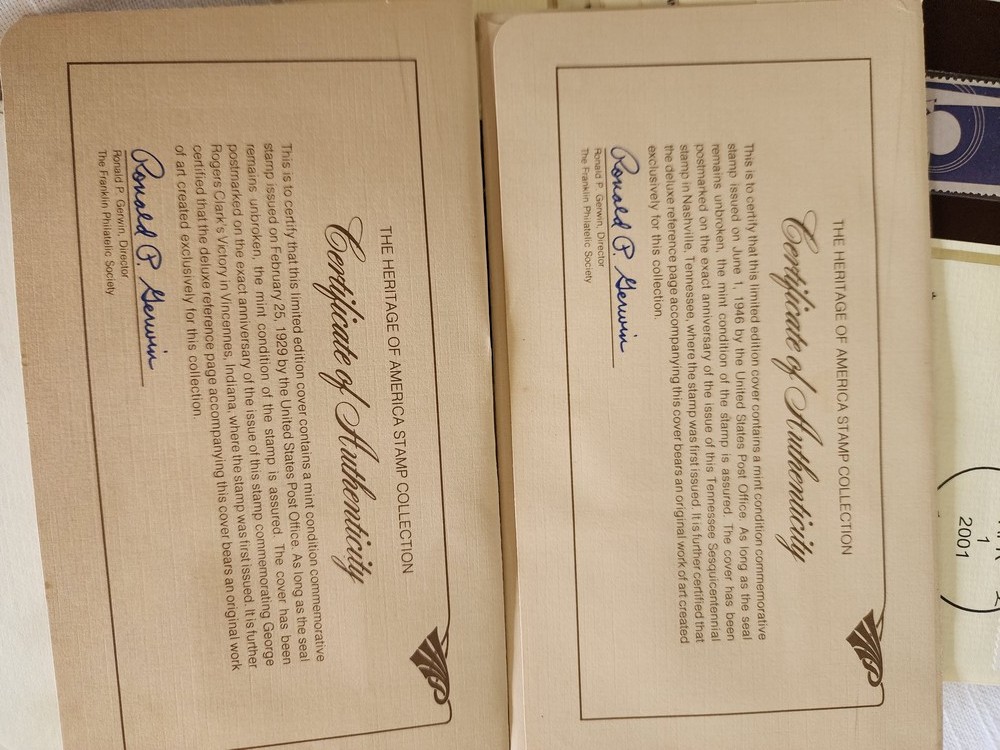 THE HERITAGE OF AMERICA STAMP COLLECTION
Certificate of Authenticity
This is to certify that this limited edition cover contains a mint condition commemorative
stamp issued on June 1, 1946 by the United States Post Office. As long as the seal
remains unbroken, the mint condition of the stamp is assured. The cover has been
postmarked on the exact anniversary of the issue of this Tennessee Sesquicentennial
stamp in Nashville, Tennessee, where the stamp was first issued. It is further certified that
the deluxe reference page accompanying this cover bears an original work of art created
exclusively for this collection.
Ronald P. Gerwin
Ronald P. Gerwin, Director
The Franklin Philatelic Society
THE HERITAGE OF AMERICA STAMP COLLECTION
Certificate of Authenticity
This is to certify that this limited edition cover contains a mint condition commemorative
stamp issued on February 25, 1929 by the United States Post Office. As long as the seal
remains unbroken, the mint condition of the stamp is assured. The cover has been
postmarked on the exact anniversary of the issue of this stamp commemorating George
Rogers Clark's Victory in Vincennes, Indiana, where the stamp was first issued. It is further
certified that the deluxe reference page accompanying this cover bears an original work
of art created exclusively for this collection.
Ronald P. Gerwin
Ronald P. Gerwin, Director
The Franklin Philatelic Society
1
2001